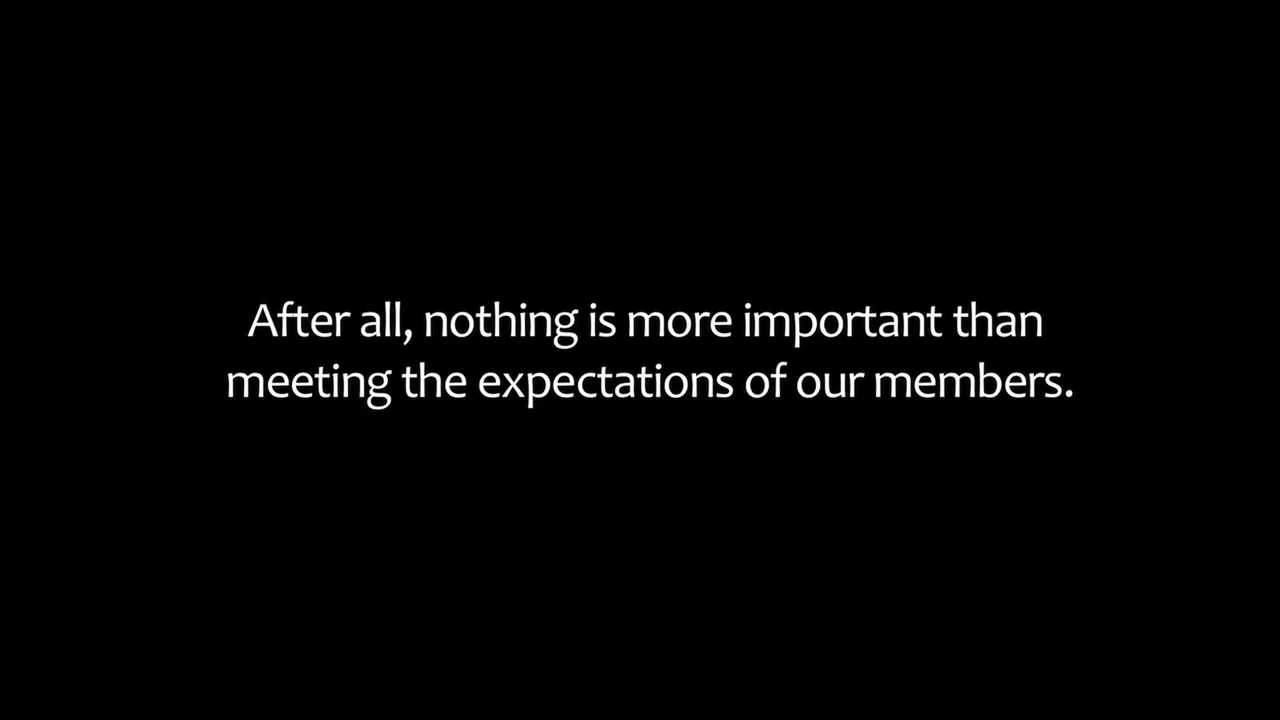 After all, nothing is more important than
meeting the expectations of our members.